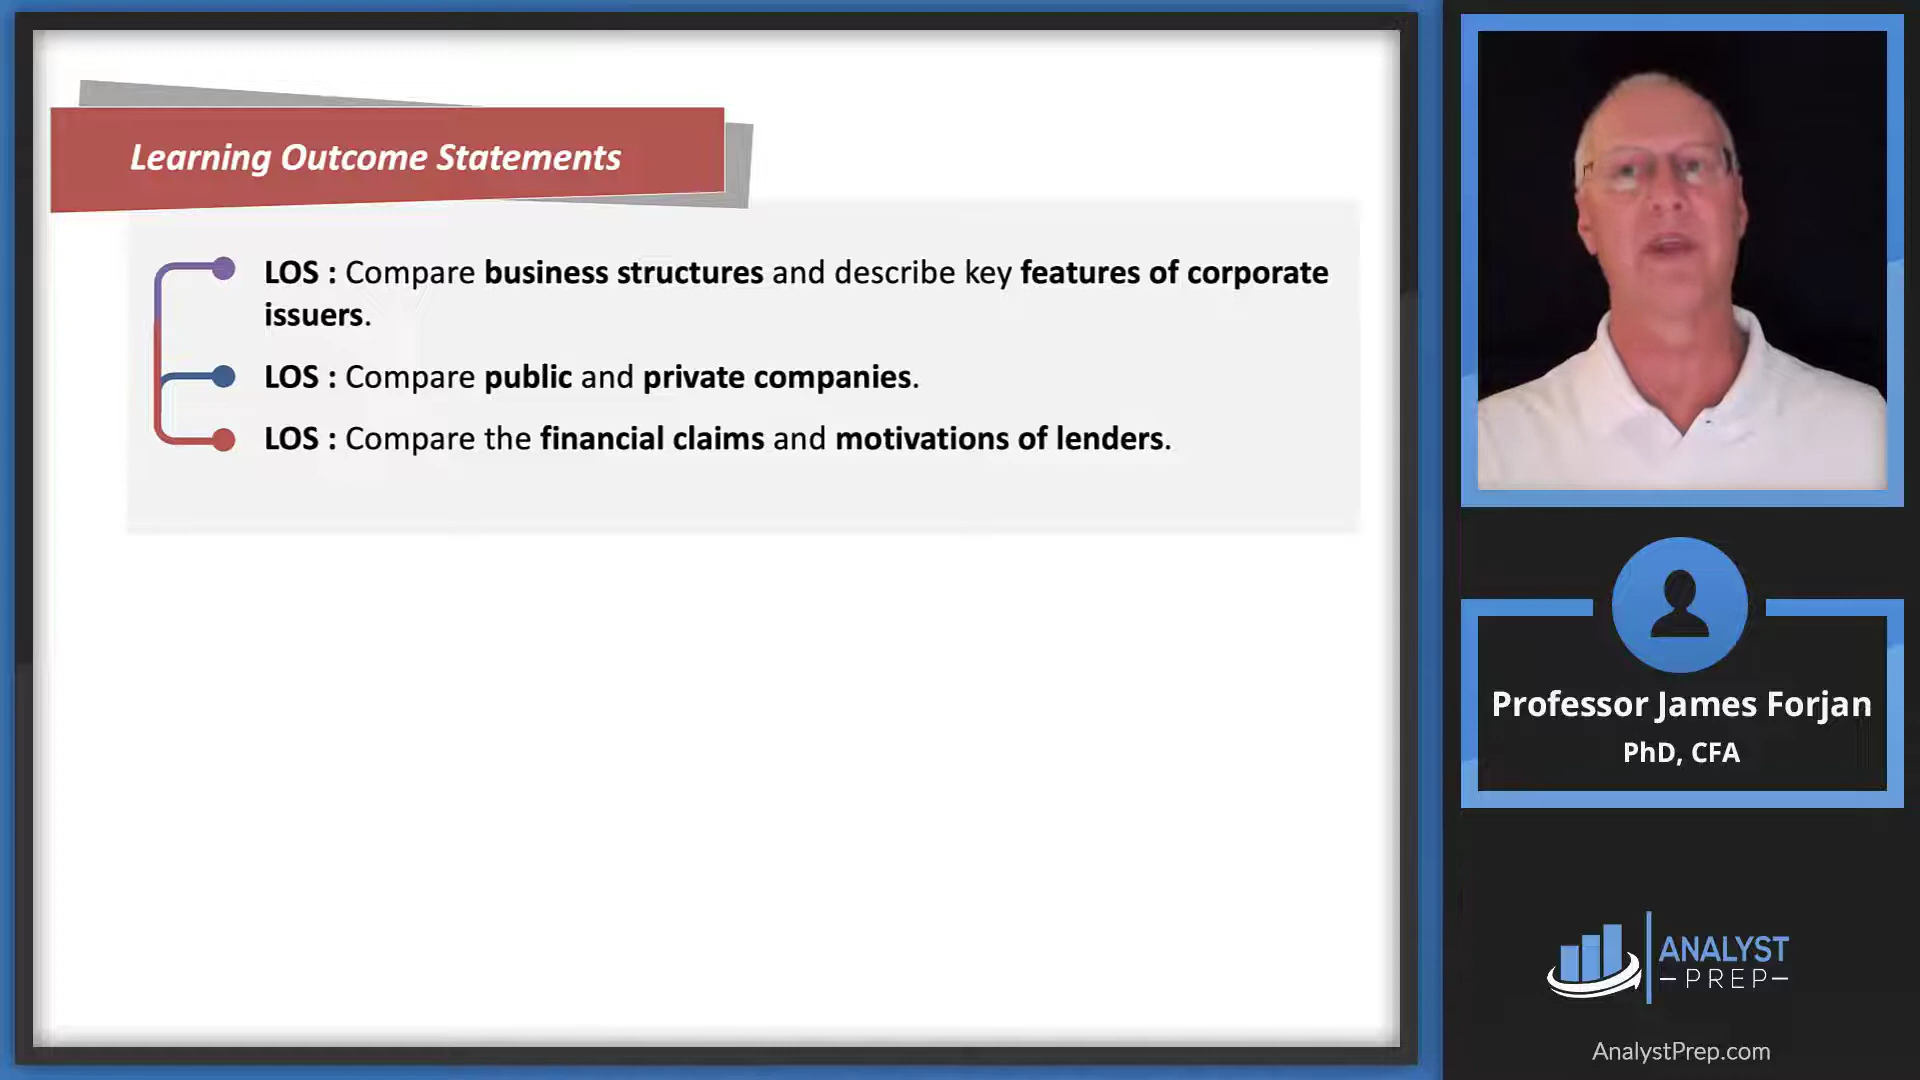 Learning Outcome Statements
LOS : Compare business structures and describe key features of corporate
issuers.
LOS : Compare public and private companies.
LOS : Compare the financial claims and motivations of lenders.
Professor James Forjan
PhD, CFA
ANALYST
PREP
AnalystPrep.com